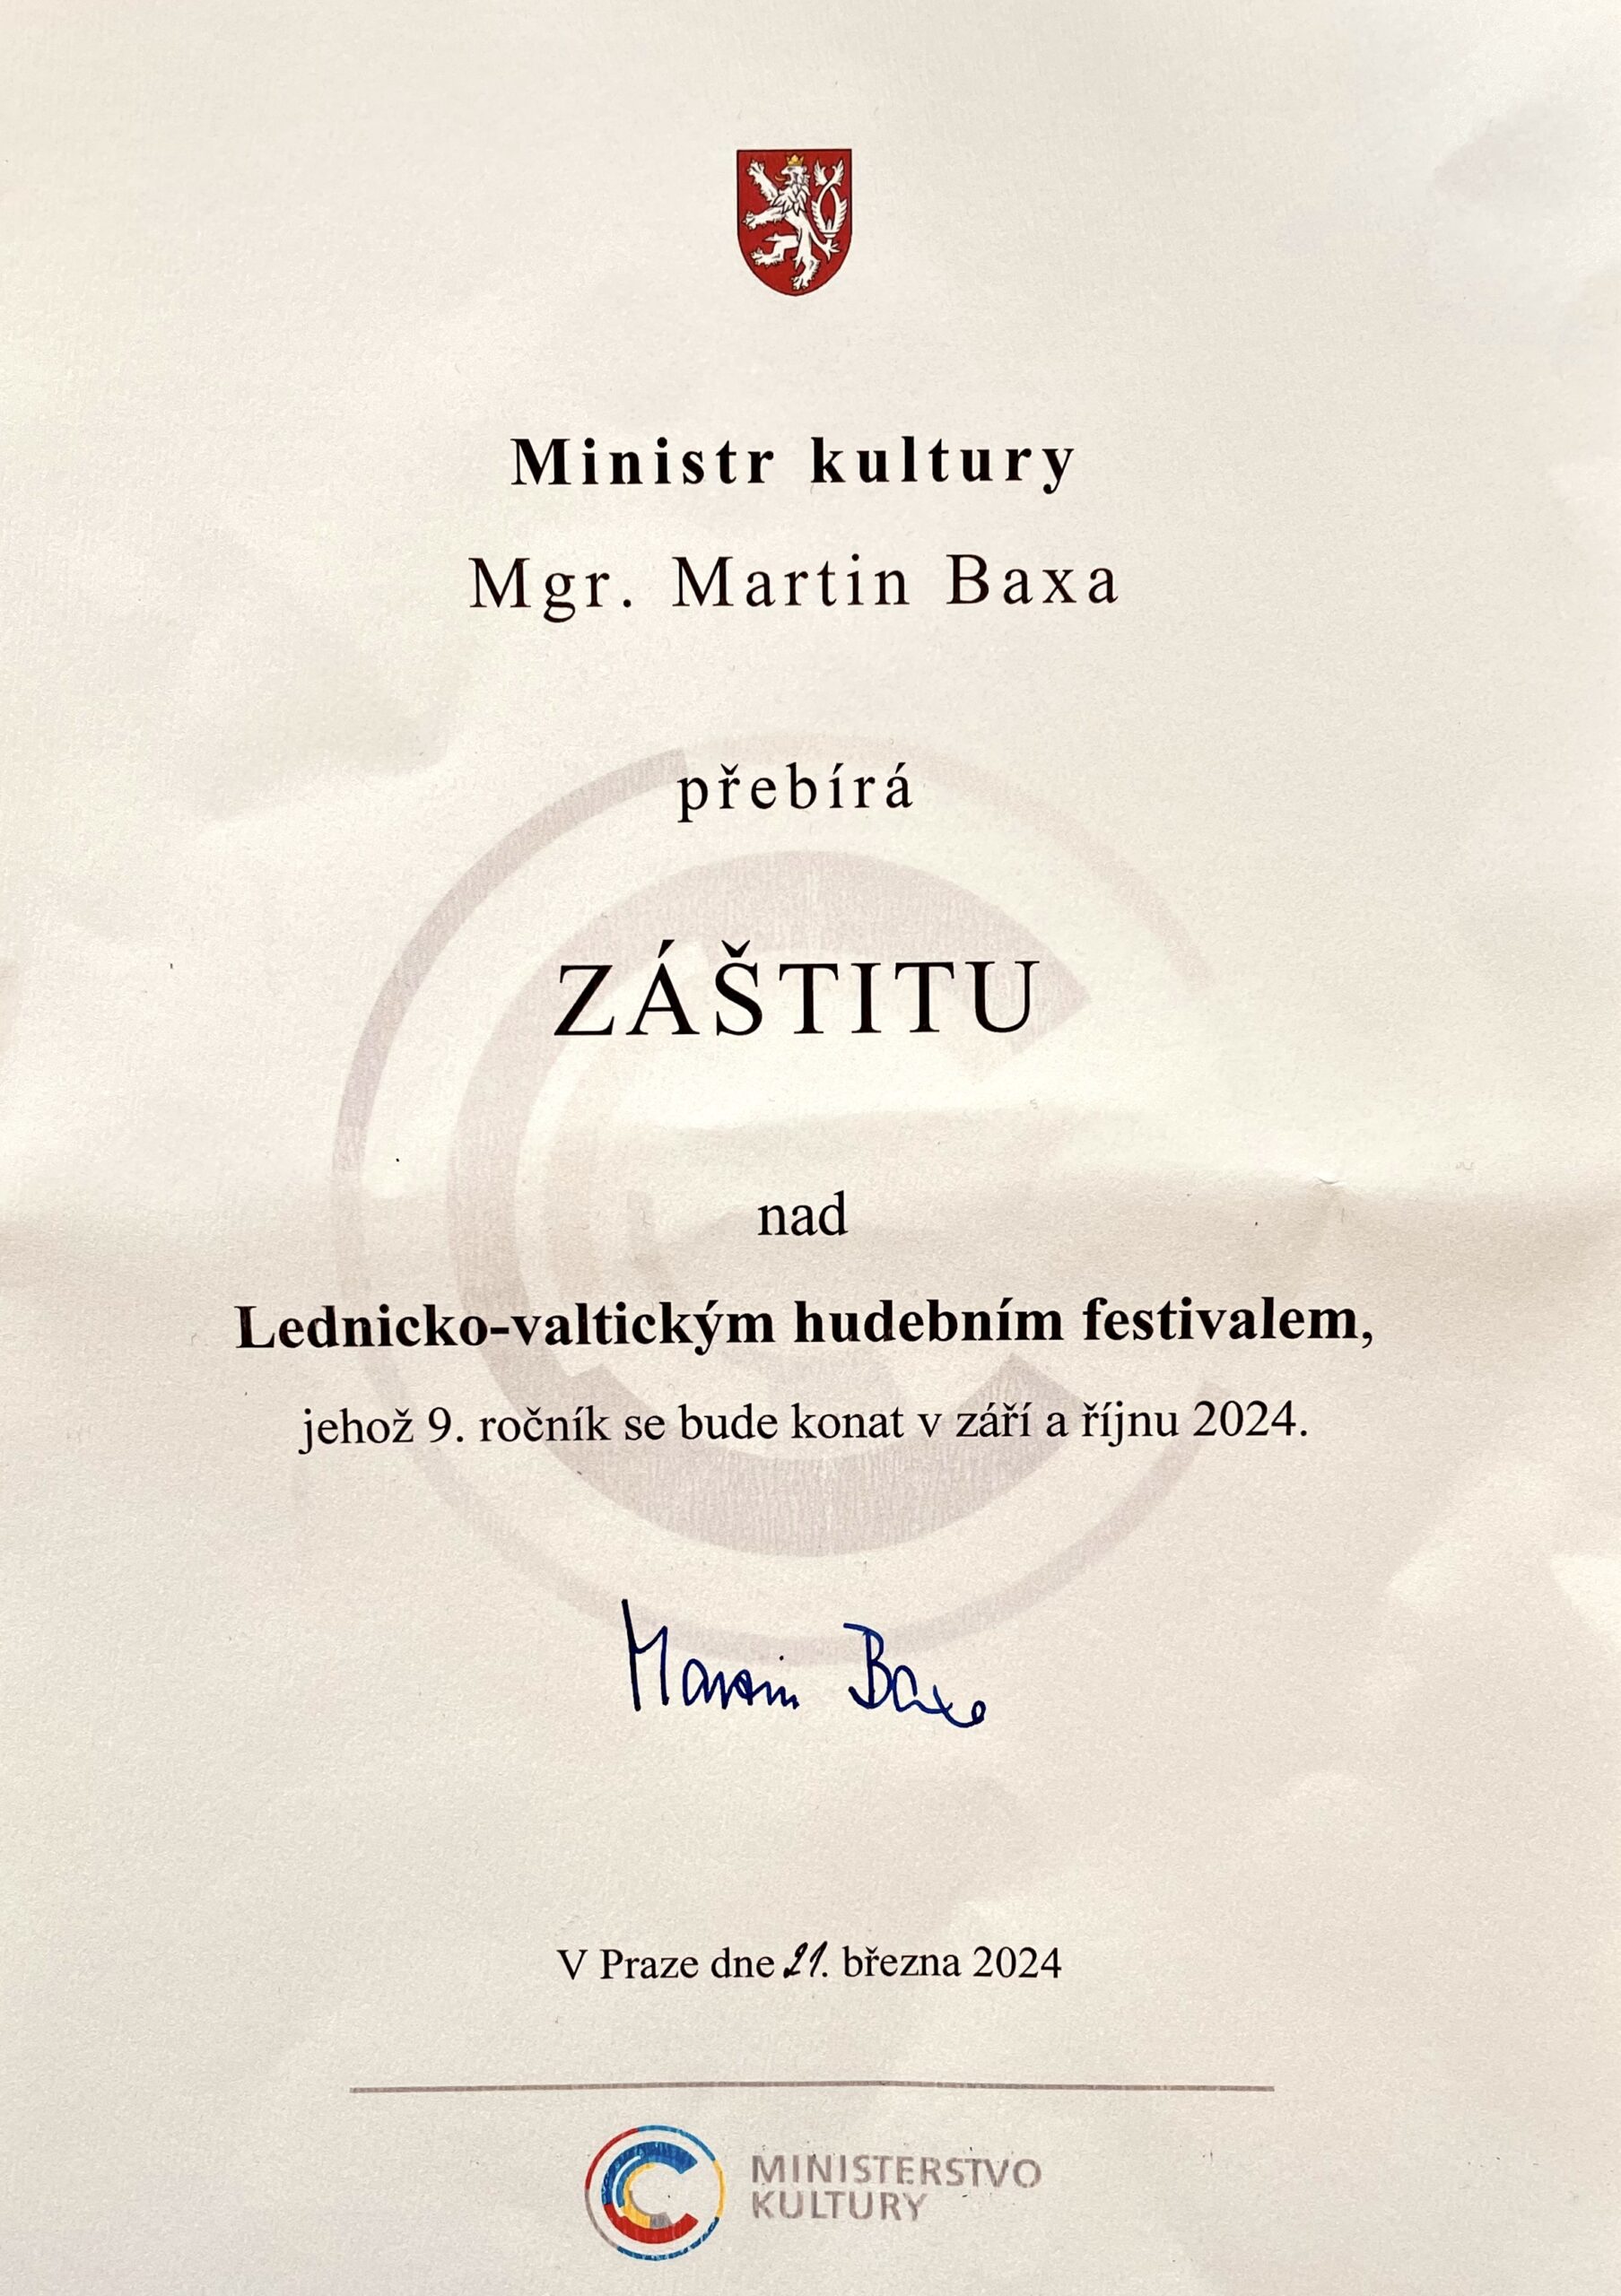 Ministr kultury
Mgr. Martin Baxa
přebírá
ZÁŠTITU
nad
Lednicko-valtickým hudebním festivalem,
jehož 9. ročník se bude konat v září a říjnu 2024.
Martin Baxa
V Praze dne 21. března 2024
MINISTERSTVO
KULTURY